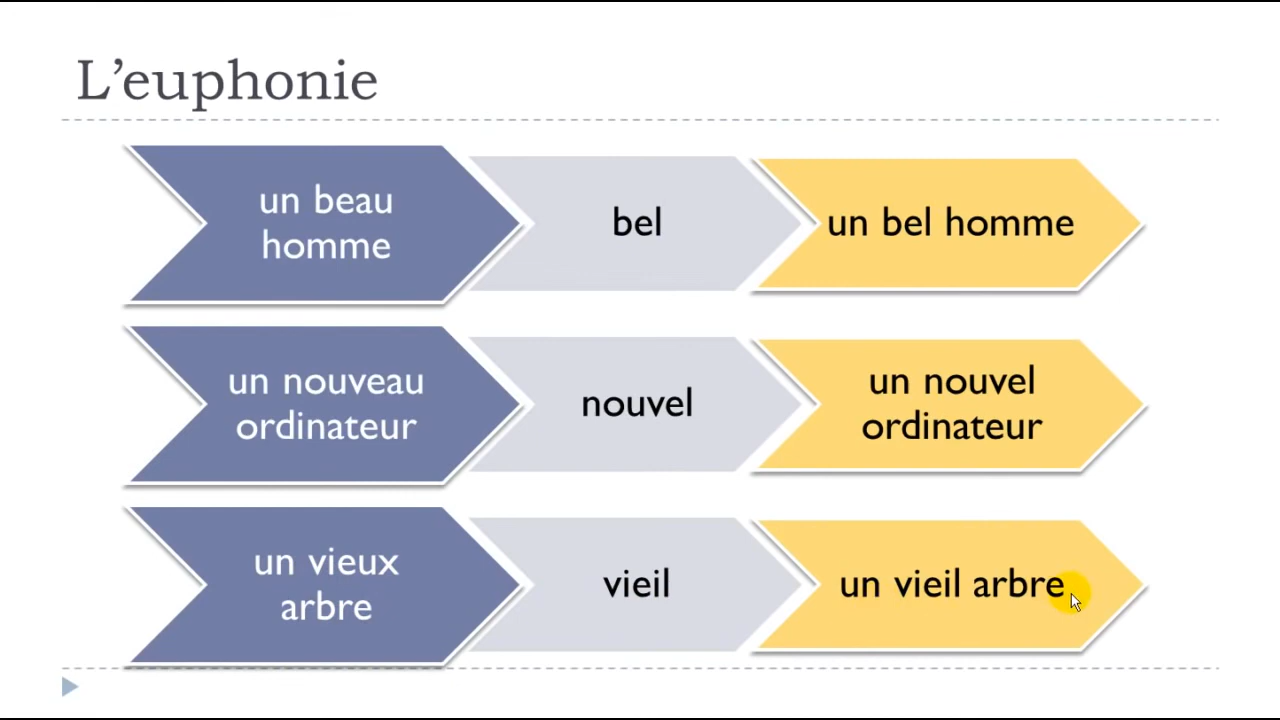 L’euphonie
un beau
homme
bel
un bel homme
un nouveau
ordinateur
nouvel
un nouvel
ordinateur
un vieux
arbre
vieil
un vieil arbre